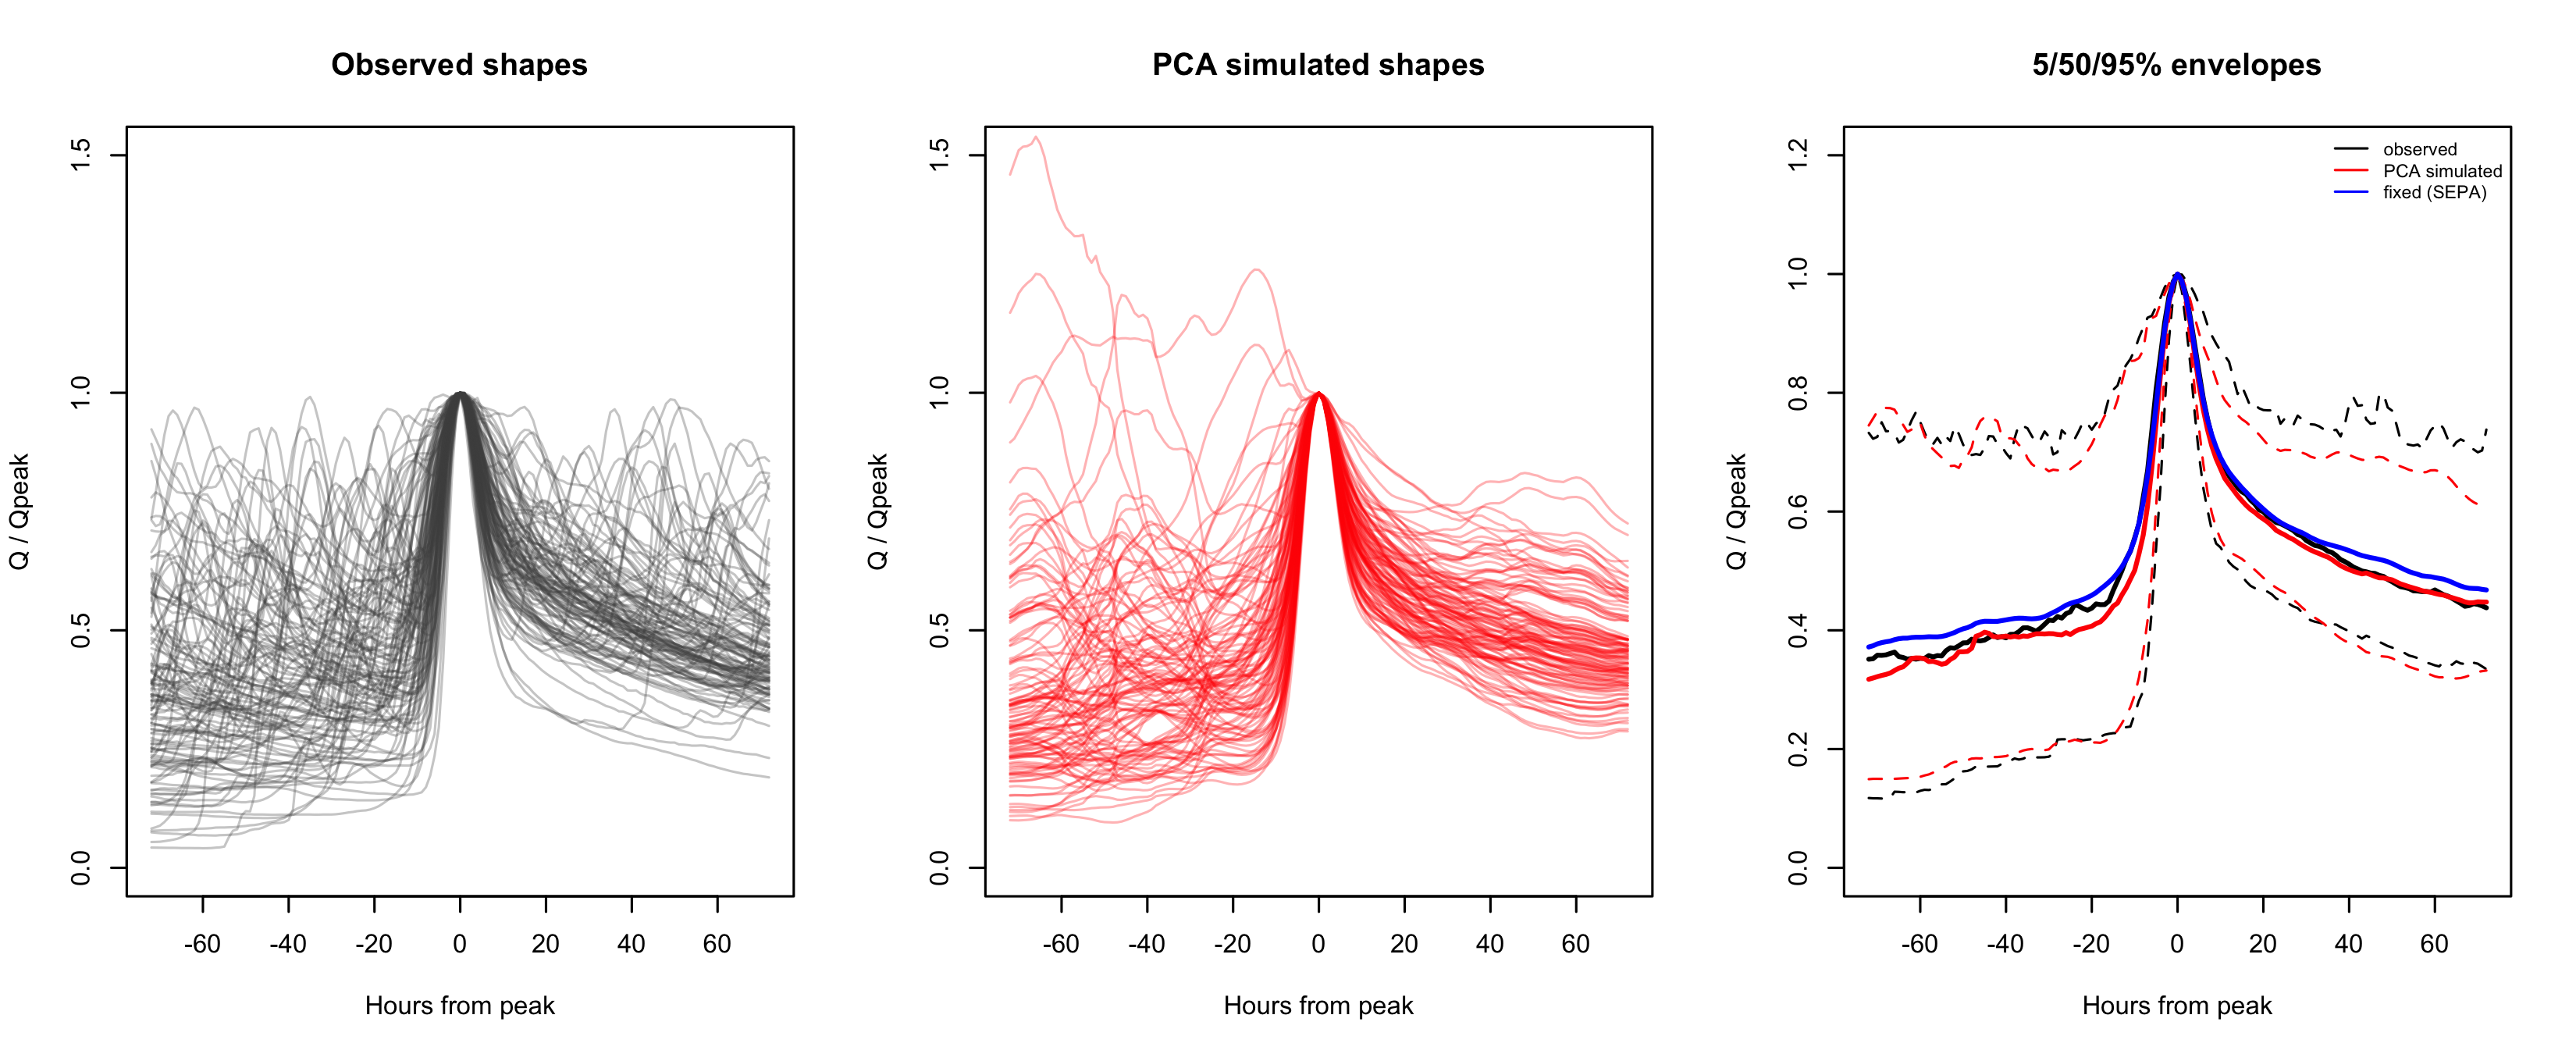 Observed shapes
Q / Qpeak
1.5
1.0
0.5
0.0
-60 -40 -20 0 20 40 60
Hours from peak
PCA simulated shapes
Q / Qpeak
1.5
1.0
0.5
0.0
-60 -40 -20 0 20 40 60
Hours from peak
5/50/95% envelopes
Q / Qpeak
1.2
1.0
0.8
0.6
0.4
0.2
0.0
observed
PCA simulated
fixed (SEPA)
-60 -40 -20 0 20 40 60
Hours from peak